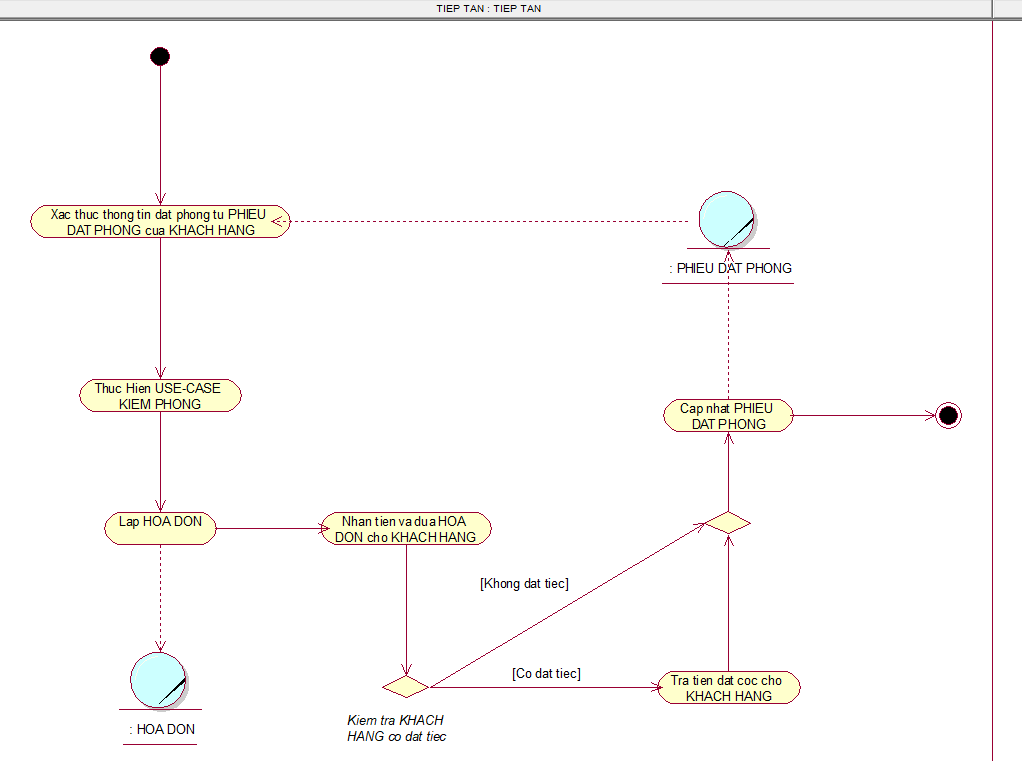 TIEP TAN : TIEP TAN
Xac thuc thong tin dat phong tu PHIEU
DAT PHONG cua KHACH HANG
: PHIEU DAT PHONG
Thuc Hien USE-CASE
KIEM PHONG
Cap nhat PHIEU
DAT PHONG
Lap HOA DON
Nhan tien va dua HOA
DON cho KHACH HANG
[Khong dat tiec]
[Co dat tiec]
Tra tien dat coc cho
KHACH HANG
Kiem tra KHACH
HANG co dat tiec
: HOA DON